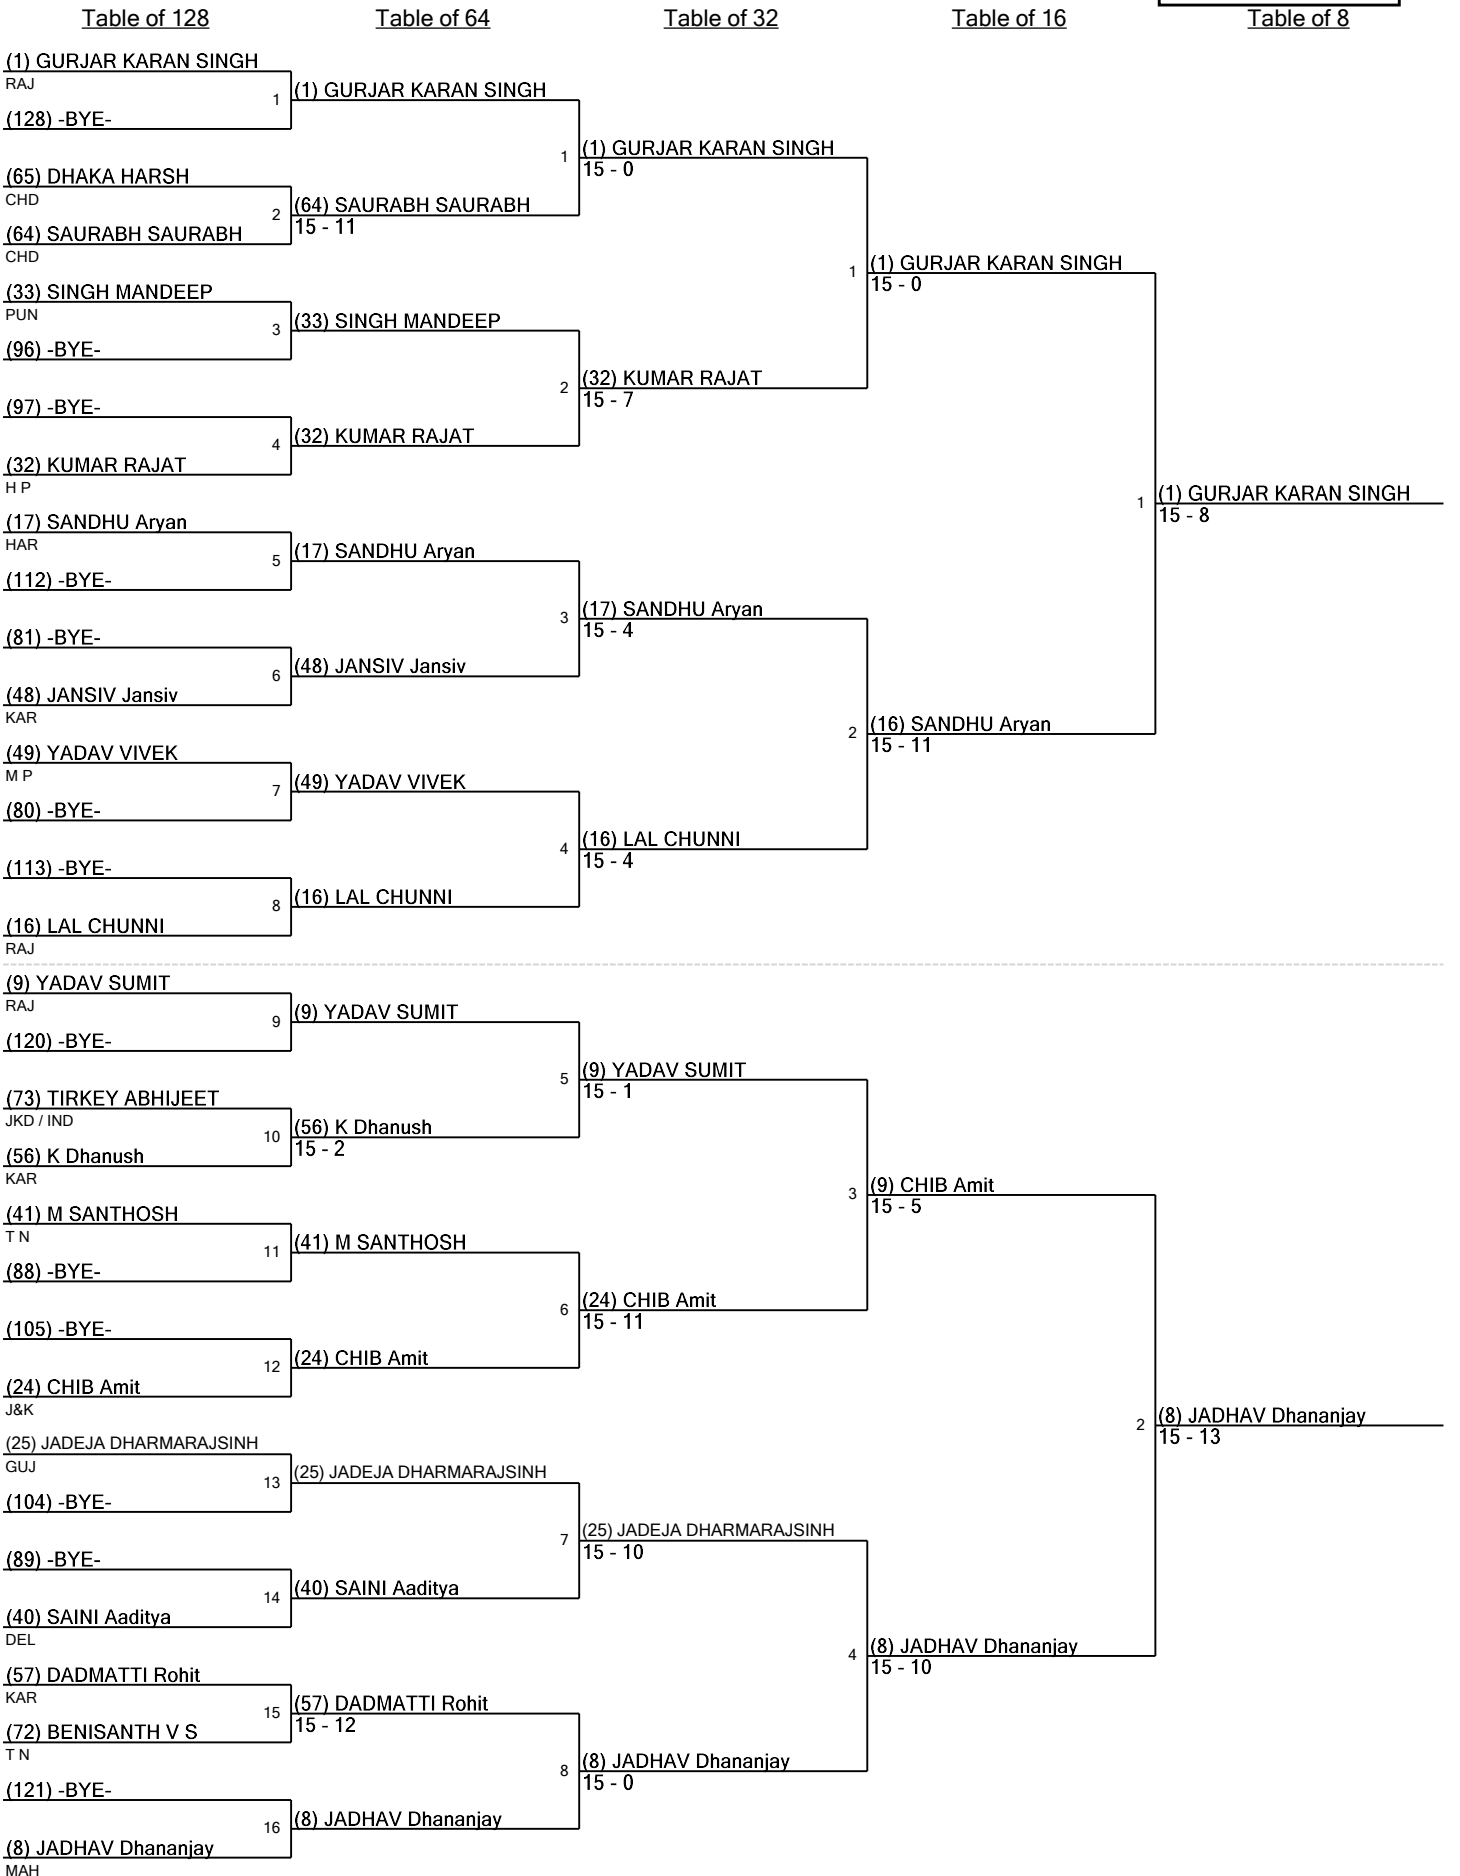 Table of 128
Table of 64
Table of 32
Table of 16
Table of 8
(1) GURJAR KARAN SINGH
RAJ
1
(128) -BYE-
(65) DHAKA HARSH
CHD
2
(64) SAURABH SAURABH
CHD
(33) SINGH MANDEEP
PUN
3
(96) -BYE-
(97) -BYE-
4
(32) KUMAR RAJAT
H P
(17) SANDHU Aryan
HAR
5
(112) -BYE-
(81) -BYE-
6
(48) JANSIV Jansiv
KAR
(49) YADAV VIVEK
M P
7
(80) -BYE-
(113) -BYE-
8
(16) LAL CHUNNI
RAJ
(9) YADAV SUMIT
RAJ
9
(120) -BYE-
(73) TIRKEY ABHIJEET
JKD / IND
10
(56) K Dhanush
KAR
(41) M SANTHOSH
T N
11
(88) -BYE-
(105) -BYE-
12
(24) CHIB Amit
J&K
(25) JADEJA DHARMARAJSINH
GUJ
13
(104) -BYE-
(89) -BYE-
14
(40) SAINI Aaditya
DEL
(57) DADMATTI Rohit
KAR
15
(72) BENISANTH V S
T N
(121) -BYE-
16
(8) JADHAV Dhananjay
MAH
(1) GURJAR KARAN SINGH
1
(64) SAURABH SAURABH
15 - 11
(33) SINGH MANDEEP
2
(32) KUMAR RAJAT
(17) SANDHU Aryan
3
(48) JANSIV Jansiv
(49) YADAV VIVEK
4
(16) LAL CHUNNI
(9) YADAV SUMIT
5
(56) K Dhanush
15 - 2
(41) M SANTHOSH
6
(24) CHIB Amit
(25) JADEJA DHARMARAJSINH
7
(40) SAINI Aaditya
(57) DADMATTI Rohit
15 - 12
8
(8) JADHAV Dhananjay
(1) GURJAR KARAN SINGH
15 - 0
1
(32) KUMAR RAJAT
15 - 7
(17) SANDHU Aryan
15 - 4
2
(16) LAL CHUNNI
15 - 4
(9) YADAV SUMIT
15 - 1
3
(24) CHIB Amit
15 - 11
(25) JADEJA DHARMARAJSINH
15 - 10
4
(8) JADHAV Dhananjay
15 - 0
(1) GURJAR KARAN SINGH
15 - 0
1
(16) SANDHU Aryan
15 - 11
(9) CHIB Amit
15 - 5
2
(8) JADHAV Dhananjay
15 - 10
(1) GURJAR KARAN SINGH
15 - 8
(8) JADHAV Dhananjay
15 - 13